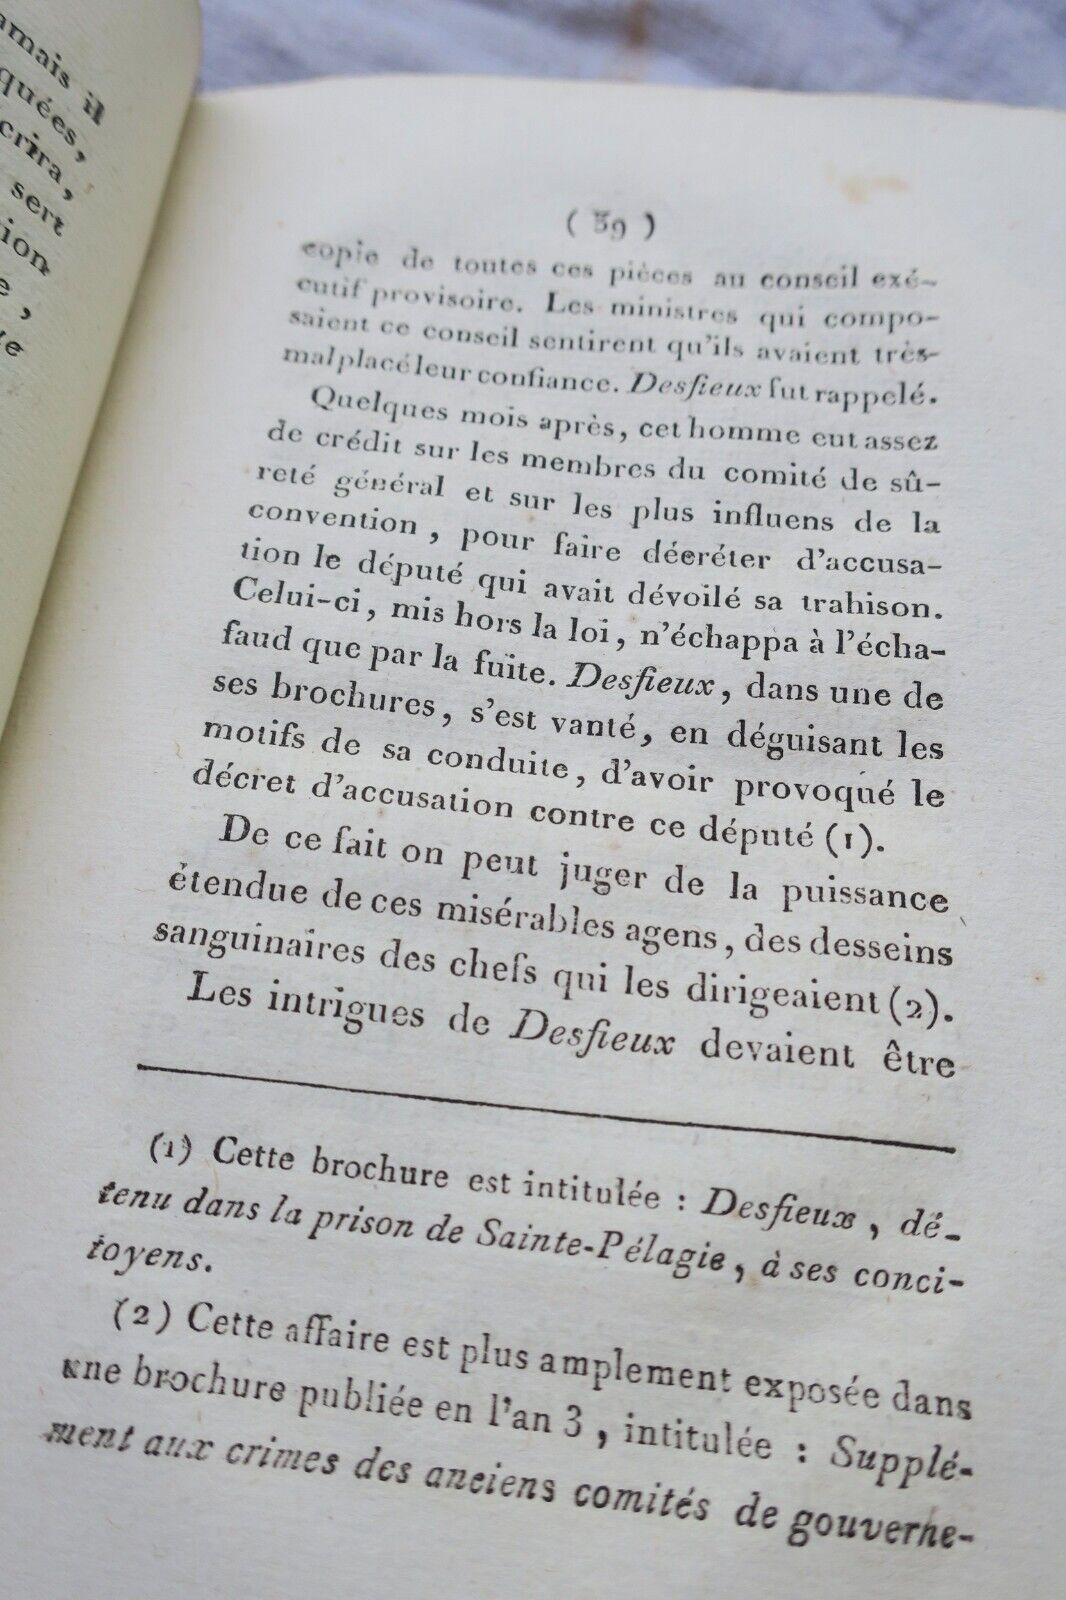 amais il
quées,
crira,
sert
tion
e,
te
( 39 )
copie de toutes ces pièces au conseil exé-
cutif provisoire. Les ministres qui compo-
saient ce conseil sentirent qu'ils avaient très-
mal placé leur confiance. Desfieux fut rappelé.
Quelques mois après, cet homme eut assez
de crédit sur les membres du comité de sû-
reté général et sur les plus influens de la
convention, pour faire décréter d'accusa-
tion le député qui avait dévoilé sa trahison.
Celui-ci, mis hors la loi, n'échappa à l'écha-
faud que par la fuite. Desfieux, dans une de
ses brochures, s'est vanté, en déguisant les
motifs de sa conduite, d'avoir provoqué le
décret d'accusation contre ce député (1).
De ce fait on peut juger de la puissance
étendue de ces misérables agens, des desseins
sanguinaires des chefs qui les dirigeaient (2).
Les intrigues de Desfieux devaient être
(1) Cette brochure est intitulée : Desfieux, dé-
tenu dans la prison de Sainte-Pélagie, à ses conci-
toyens.
(2) Cette affaire est plus amplement exposée dans
une brochure publiée en l'an 3, intitulée : Supplé-
ment aux crimes des anciens comités de gouverne-